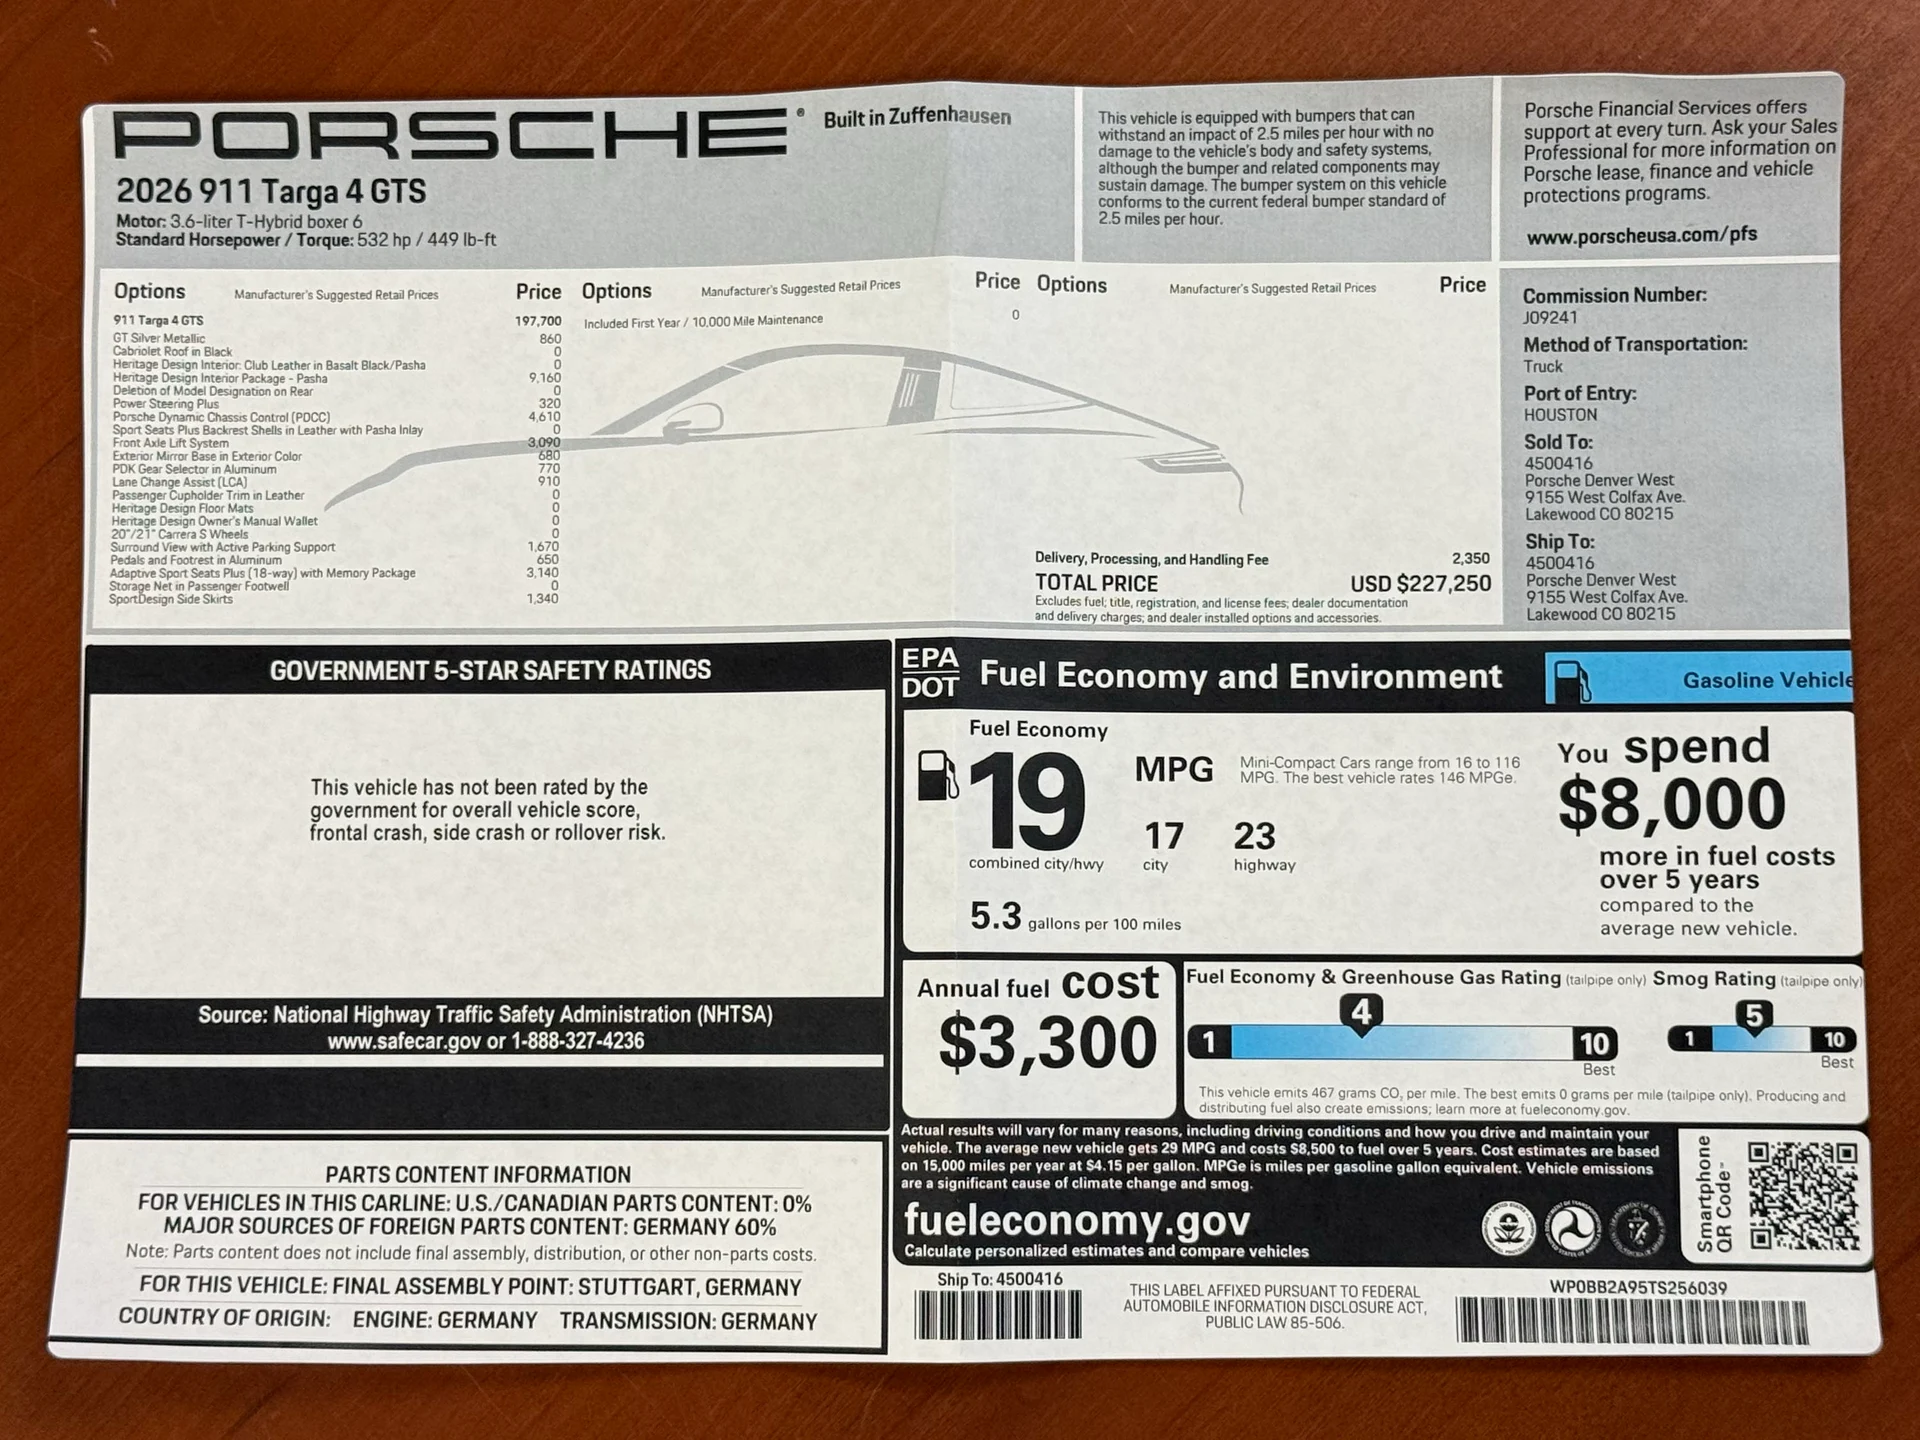 PORSCHE® Built in Zuffenhausen
2026 911 Targa 4 GTS
Motor: 3.6-liter T-Hybrid boxer 6
Standard Horsepower / Torque: 532 hp / 449 lb-ft
This vehicle is equipped with bumpers that can
withstand an impact of 2.5 miles per hour with no
damage to the vehicle's body and safety systems,
although the bumper and related components may
sustain damage. The bumper system on this vehicle
conforms to the current federal bumper standard of
2.5 miles per hour.
Porsche Financial Services offers
support at every turn. Ask your Sales
Professional for more information on
Porsche lease, finance and vehicle
protections programs.
www.porscheusa.com/pfs
Options Manufacturer's Suggested Retail Prices Price
911 Targa 4 GTS 197,700
GT Silver Metallic 860
Cabriolet Roof in Black 0
Heritage Design Interior: Club Leather in Basalt Black/Pasha 0
Heritage Design Interior Package - Pasha 9,160
Deletion of Model Designation on Rear 0
Power Steering Plus 320
Porsche Dynamic Chassis Control (PDCC) 4,610
Sport Seats Plus Backrest Shells in Leather with Pasha Inlay 0
Front Axle Lift System 3,090
Exterior Mirror Base in Exterior Color 680
PDK Gear Selector in Aluminum 770
Lane Change Assist (LCA) 910
Passenger Cupholder Trim in Leather 0
Heritage Design Floor Mats 0
Heritage Design Owner's Manual Wallet 0
20"/21" Carrera S Wheels 0
Surround View with Active Parking Support 1,670
Pedals and Footrest in Aluminum 650
Adaptive Sport Seats Plus (18-way) with Memory Package 3,140
Storage Net in Passenger Footwell 0
SportDesign Side Skirts 1,340
Options Manufacturer's Suggested Retail Prices Price
Included First Year / 10,000 Mile Maintenance 0
Options Manufacturer's Suggested Retail Prices Price
Delivery, Processing, and Handling Fee 2,350
TOTAL PRICE USD $227,250
Excludes fuel; title, registration, and license fees; dealer documentation
and delivery charges; and dealer installed options and accessories.
Commission Number:
J09241
Method of Transportation:
Truck
Port of Entry:
HOUSTON
Sold To:
4500416
Porsche Denver West
9155 West Colfax Ave.
Lakewood CO 80215
Ship To:
4500416
Porsche Denver West
9155 West Colfax Ave.
Lakewood CO 80215
GOVERNMENT 5-STAR SAFETY RATINGS
This vehicle has not been rated by the
government for overall vehicle score,
frontal crash, side crash or rollover risk.
Source: National Highway Traffic Safety Administration (NHTSA)
www.safecar.gov or 1-888-327-4236
PARTS CONTENT INFORMATION
FOR VEHICLES IN THIS CARLINE: U.S./CANADIAN PARTS CONTENT: 0%
MAJOR SOURCES OF FOREIGN PARTS CONTENT: GERMANY 60%
Note: Parts content does not include final assembly, distribution, or other non-parts costs.
FOR THIS VEHICLE: FINAL ASSEMBLY POINT: STUTTGART, GERMANY
COUNTRY OF ORIGIN: ENGINE: GERMANY TRANSMISSION: GERMANY
EPA
DOT
Fuel Economy and Environment
Gasoline Vehicle
Fuel Economy
19 MPG
combined city/hwy
17
city
23
highway
5.3 gallons per 100 miles
Mini-Compact Cars range from 16 to 116
MPG. The best vehicle rates 146 MPGe.
You spend
$8,000
more in fuel costs
over 5 years
compared to the
average new vehicle.
Annual fuel cost
$3,300
Fuel Economy & Greenhouse Gas Rating (tailpipe only)
4
1 10
Best
Smog Rating (tailpipe only)
5
1 10
Best
This vehicle emits 467 grams CO₂ per mile. The best emits 0 grams per mile (tailpipe only). Producing and
distributing fuel also create emissions; learn more at fueleconomy.gov.
Actual results will vary for many reasons, including driving conditions and how you drive and maintain your
vehicle. The average new vehicle gets 29 MPG and costs $8,500 to fuel over 5 years. Cost estimates are based
on 15,000 miles per year at $4.15 per gallon. MPGe is miles per gasoline gallon equivalent. Vehicle emissions
are a significant cause of climate change and smog.
fueleconomy.gov
Calculate personalized estimates and compare vehicles
Smartphone
QR Code™
Ship To: 4500416
THIS LABEL AFFIXED PURSUANT TO FEDERAL
AUTOMOBILE INFORMATION DISCLOSURE ACT,
PUBLIC LAW 85-506.
WP0BB2A95TS256039